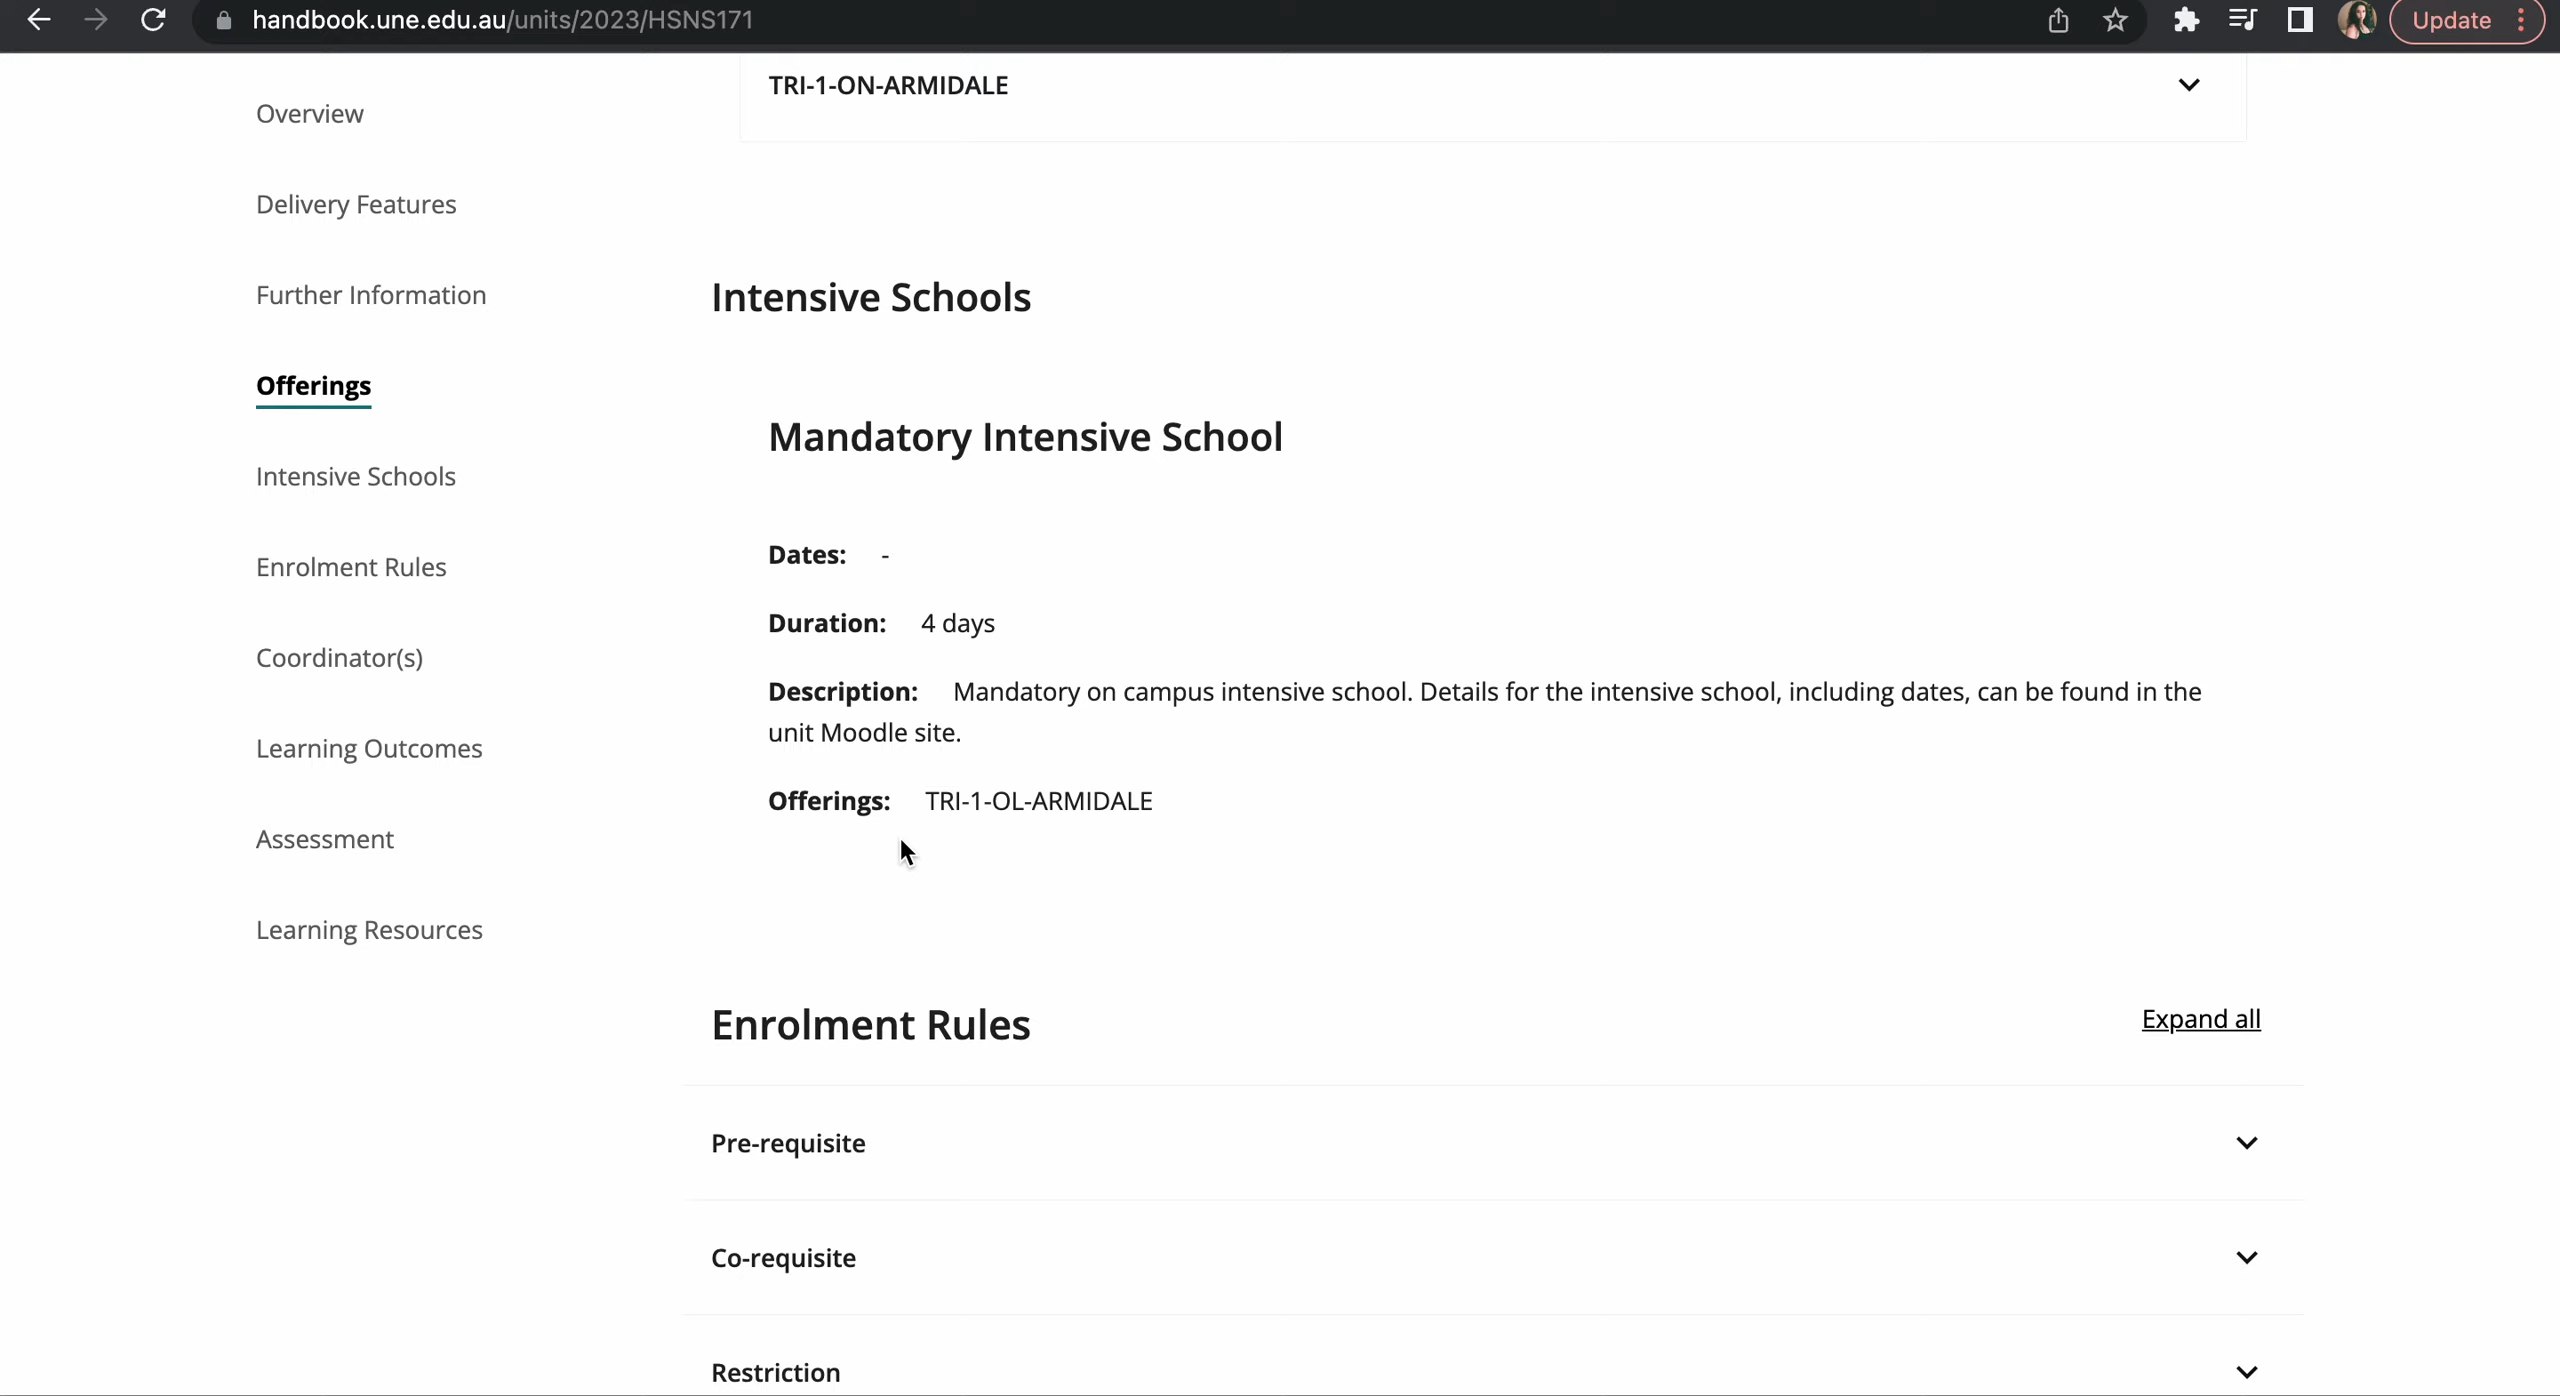 handbook.une.edu.au/units/2023/HSNS171
Update
TRI-1-ON-ARMIDALE
Overview
Delivery Features
Further Information
Offerings
Intensive Schools
Enrolment Rules
Coordinator(s)
Learning Outcomes
Assessment
Learning Resources
Intensive Schools
Mandatory Intensive School
Dates: -
Duration: 4 days
Description: Mandatory on campus intensive school. Details for the intensive school, including dates, can be found in the
unit Moodle site.
Offerings: TRI-1-OL-ARMIDALE
Enrolment Rules
Expand all
Pre-requisite
Co-requisite
Restriction